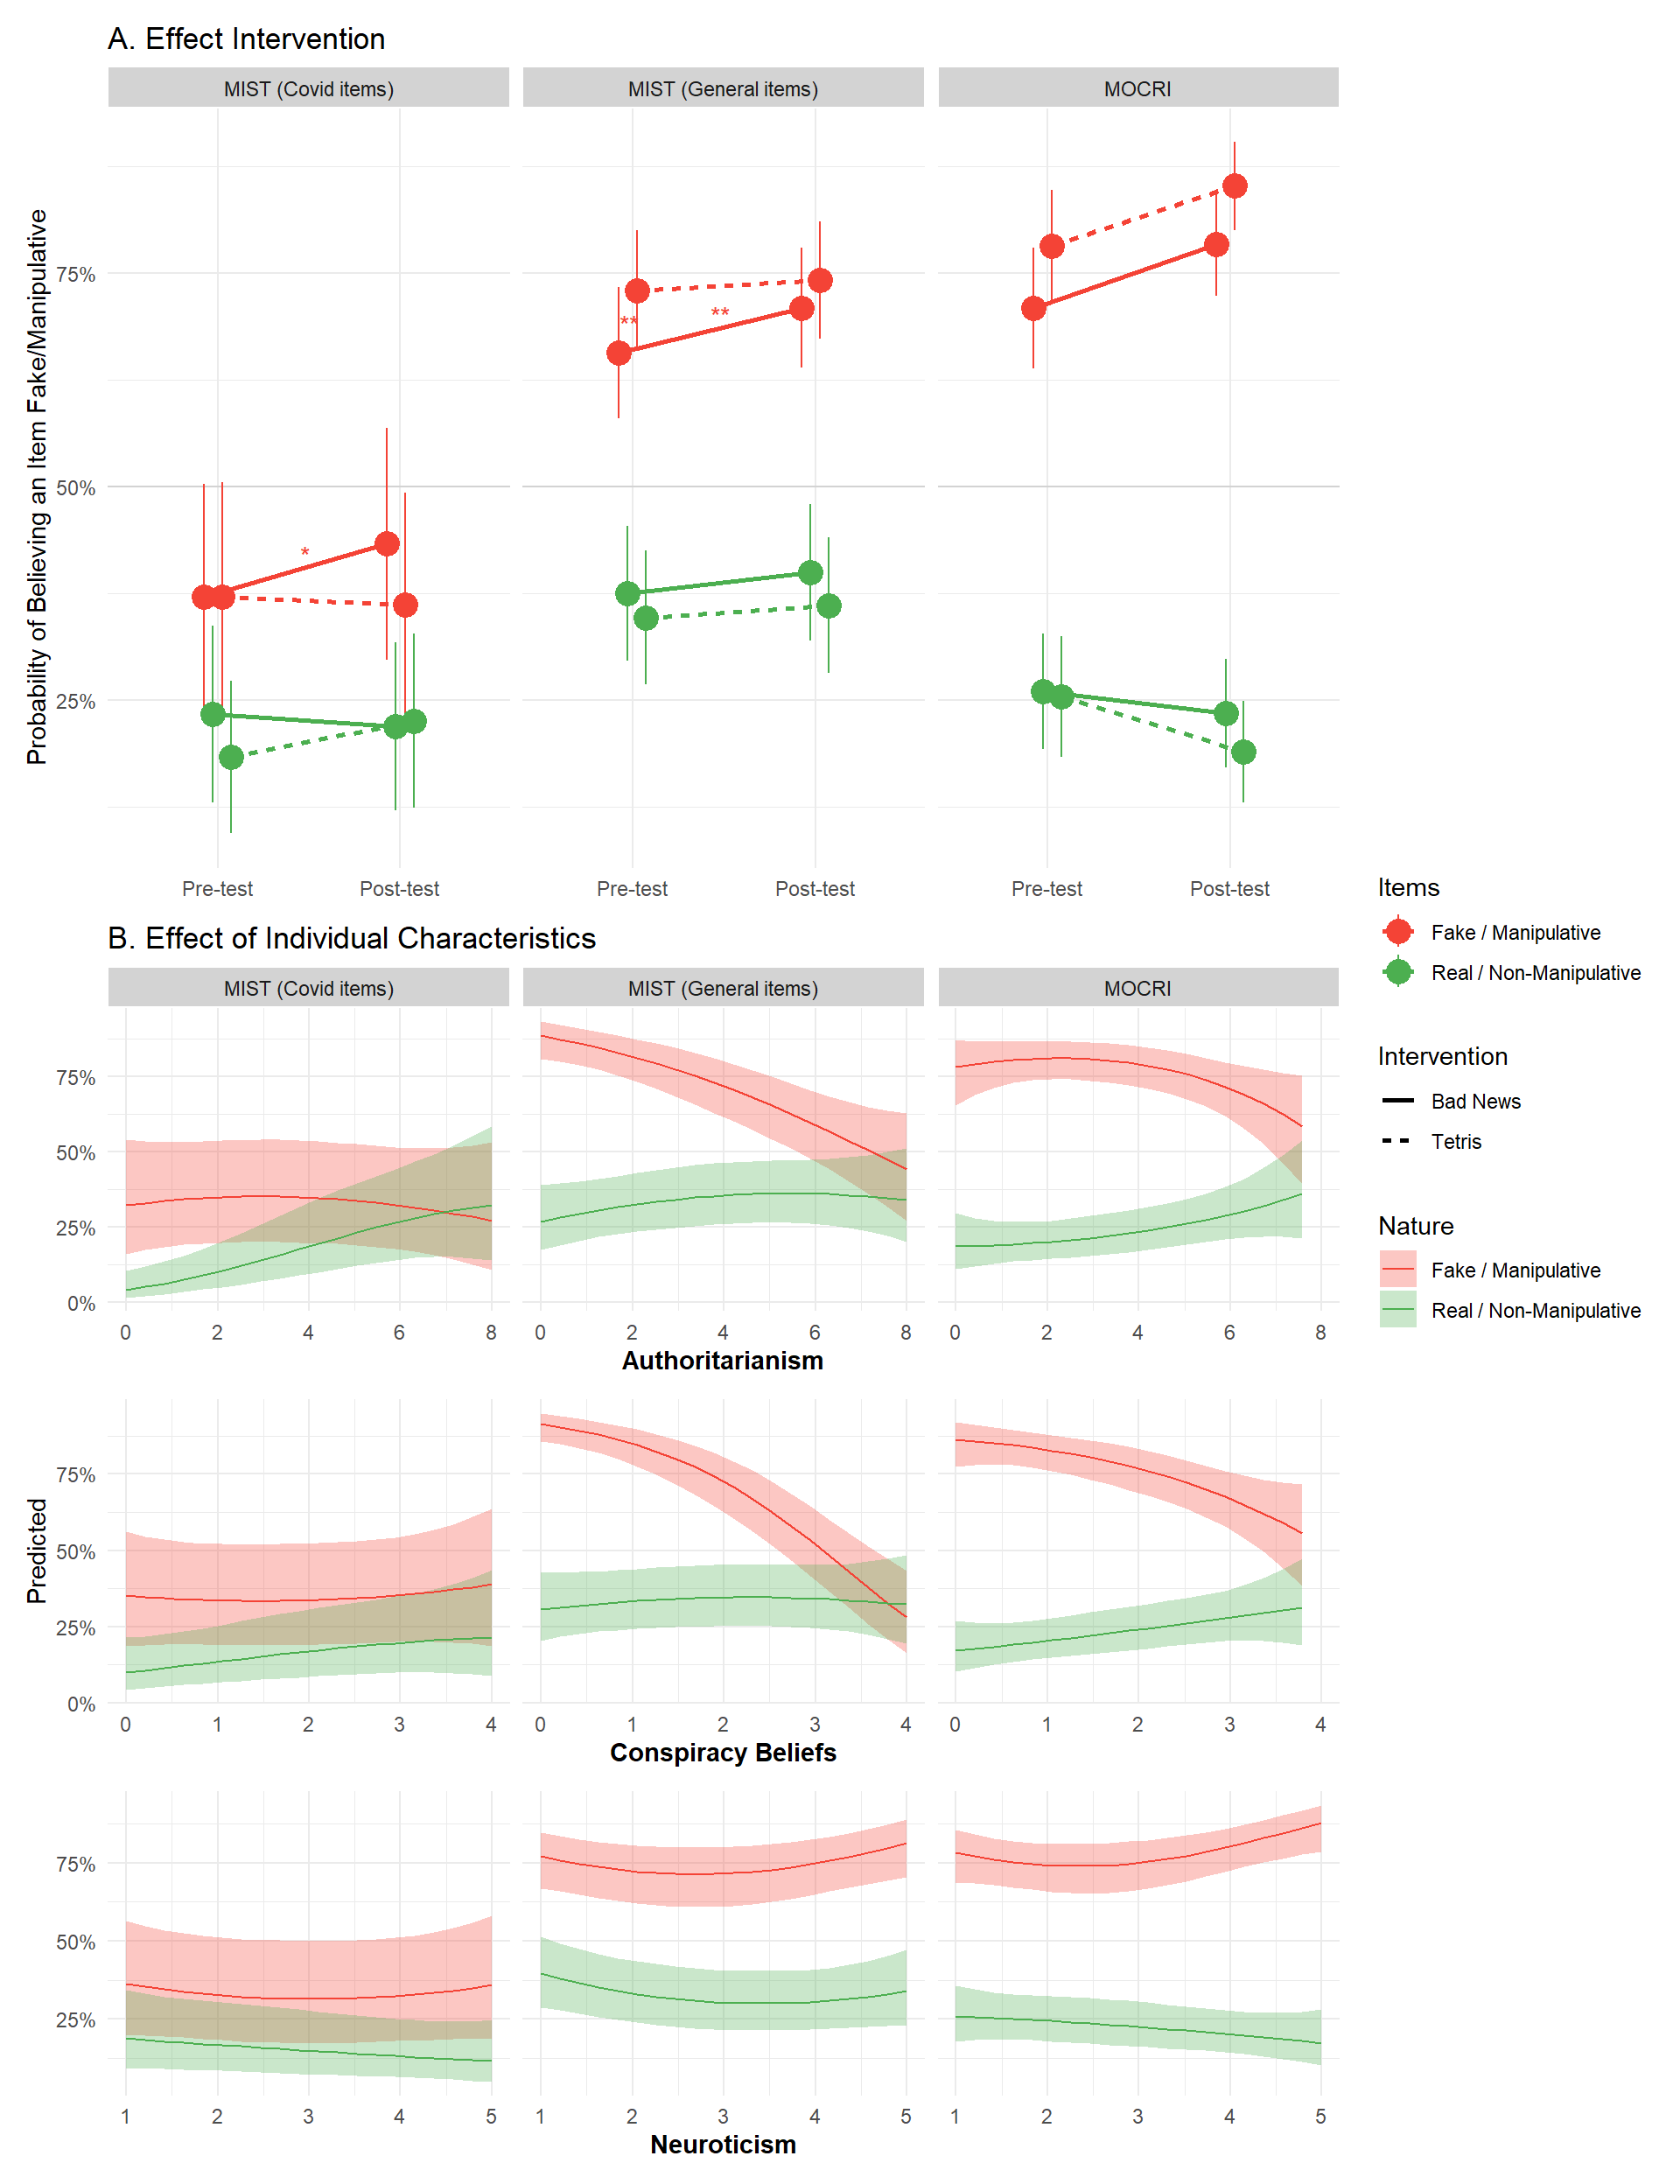 A. Effect Intervention
MIST (Covid items) MIST (General items) MOCRI
Probability of Believing an Item Fake/Manipulative
75%
50%
25%
**
**
*
Pre-test Post-test Pre-test Post-test Pre-test Post-test
B. Effect of Individual Characteristics
MIST (Covid items) MIST (General items) MOCRI
75%
50%
25%
0%
0 2 4 6 8 0 2 4 6 8 0 2 4 6 8
Authoritarianism
Predicted
75%
50%
25%
0%
0 1 2 3 4 0 1 2 3 4 0 1 2 3 4
Conspiracy Beliefs
75%
50%
25%
1 2 3 4 5 1 2 3 4 5 1 2 3 4 5
Neuroticism
Items
Fake / Manipulative
Real / Non-Manipulative
Intervention
Bad News
Tetris
Nature
Fake / Manipulative
Real / Non-Manipulative